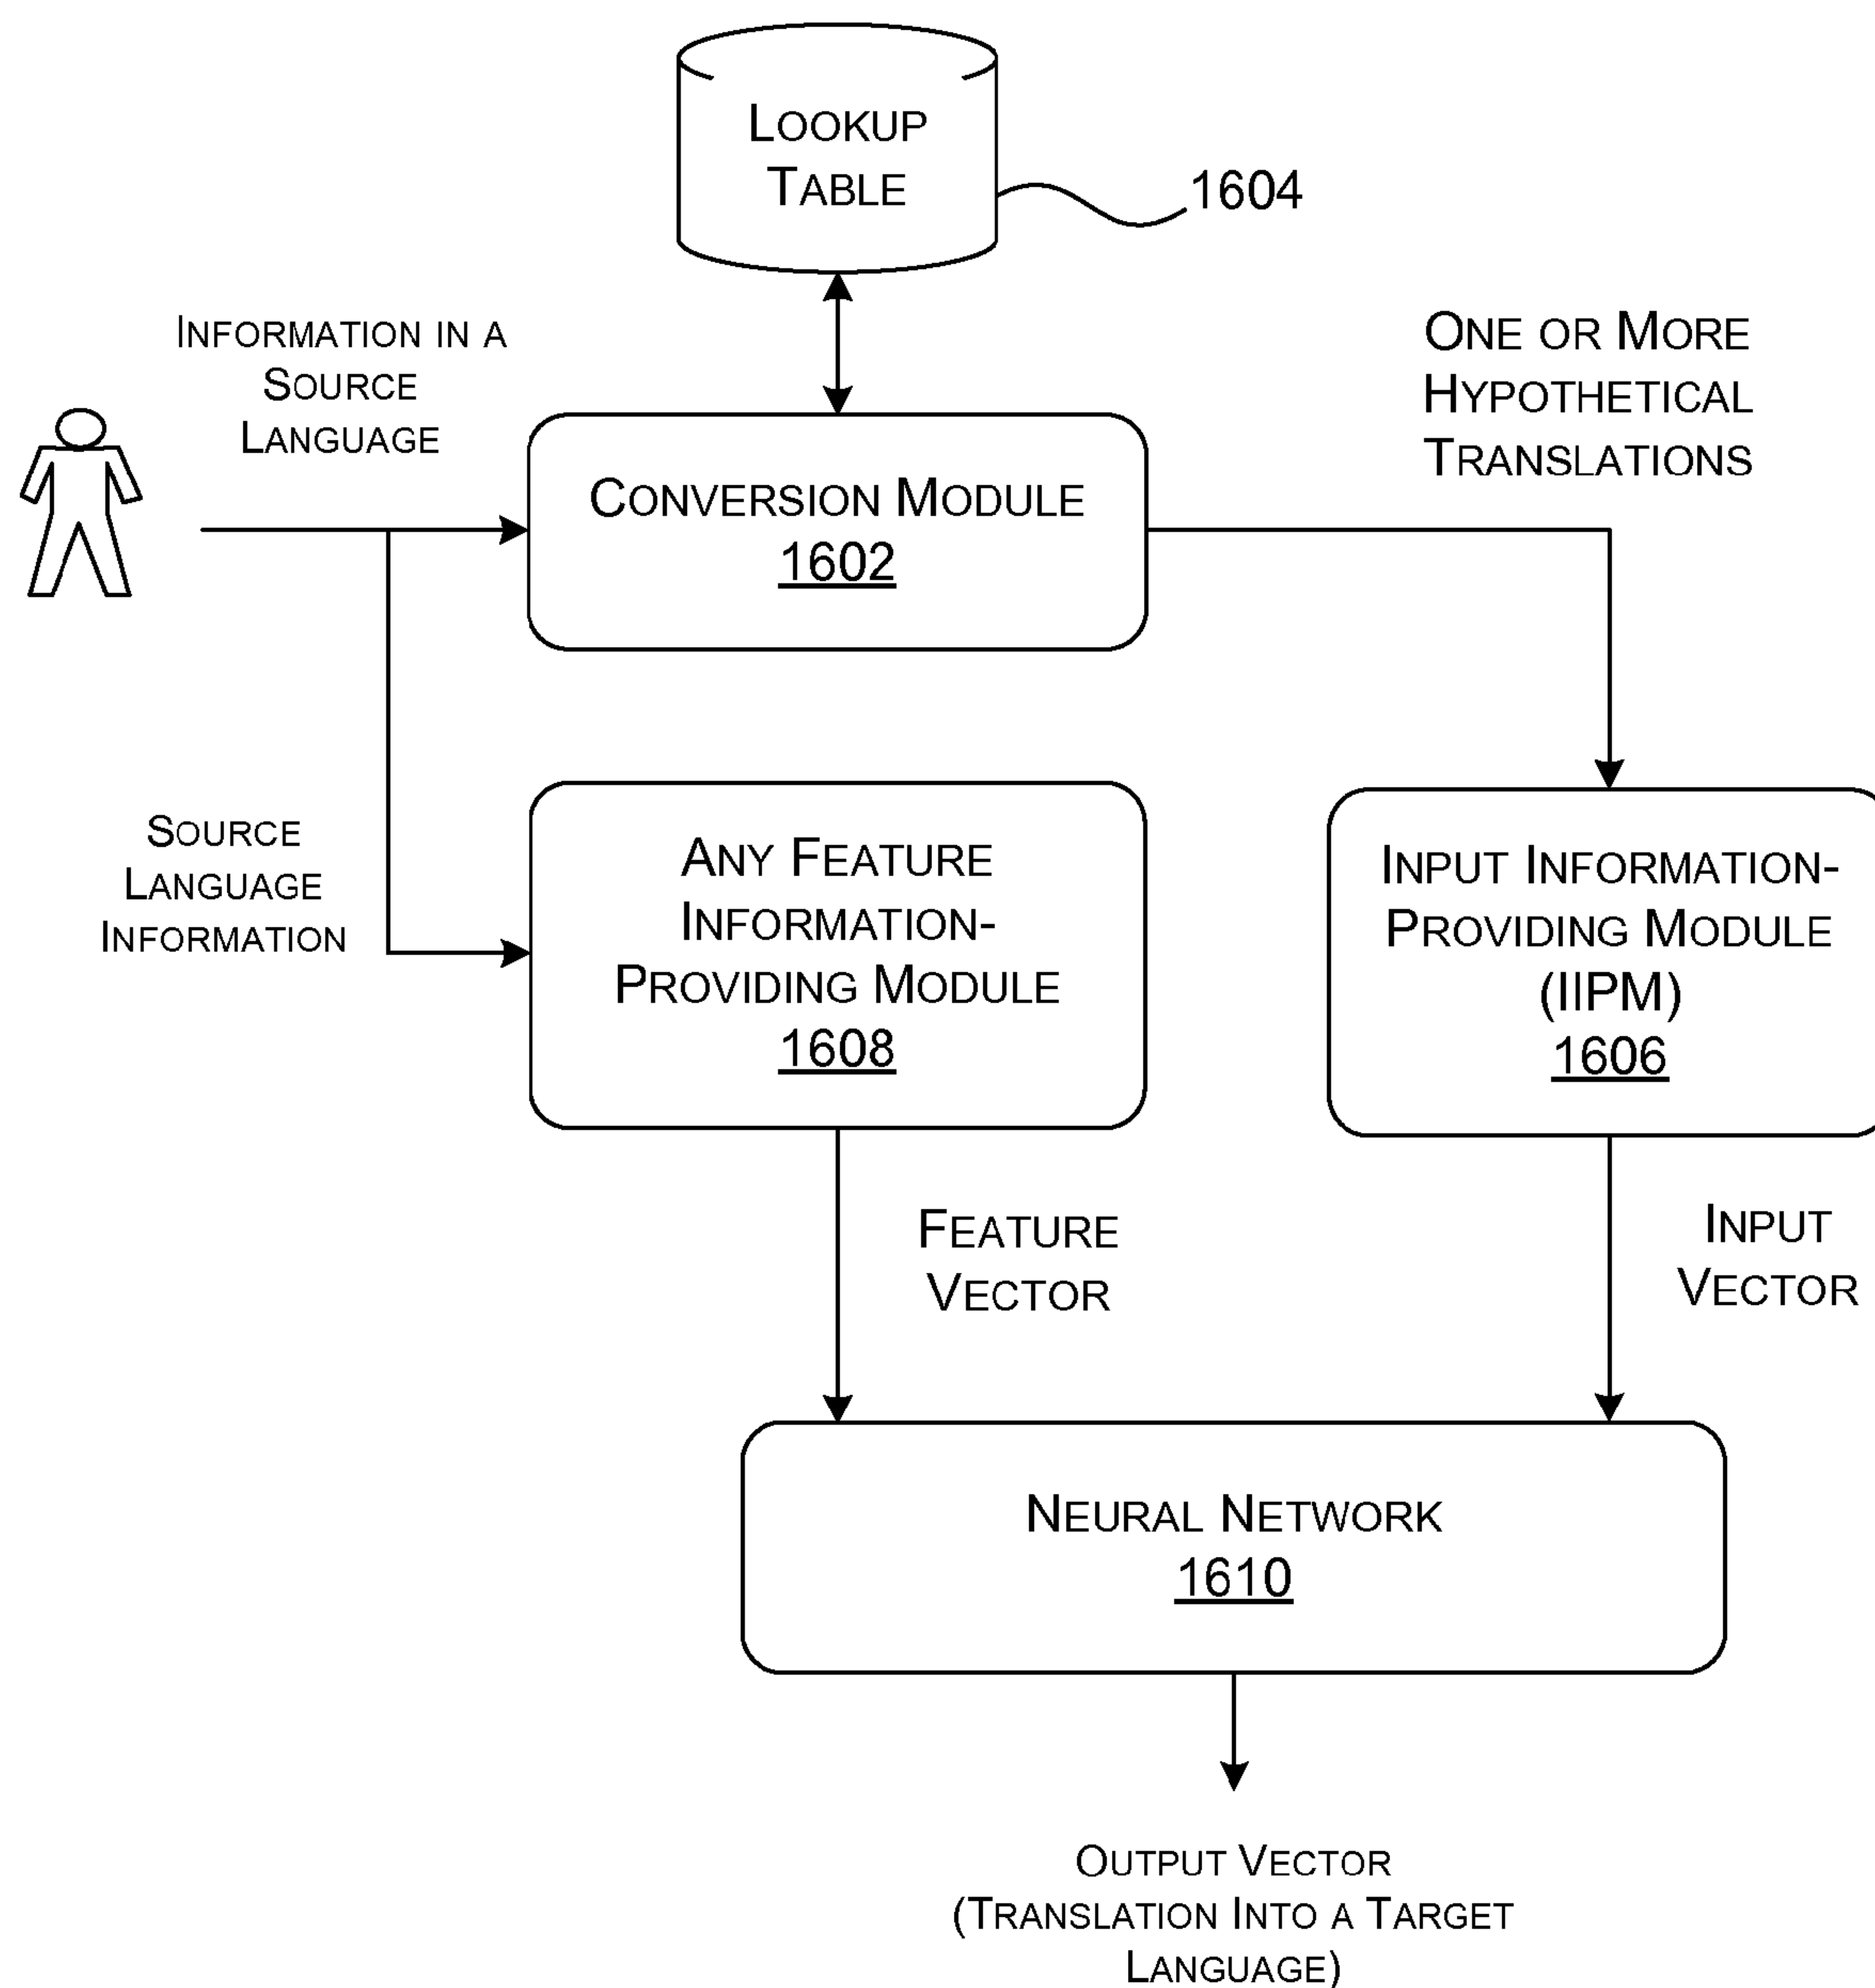 Lookup
Table
1604
Information in a
Source
Language
One or More
Hypothetical
Translations
Conversion Module
1602
Source
Language
Information
Any Feature
Information-
Providing Module
1608
Input Information-
Providing Module
(IIPM)
1606
Feature
Vector
Input
Vector
Neural Network
1610
Output Vector
(Translation Into a Target
Language)